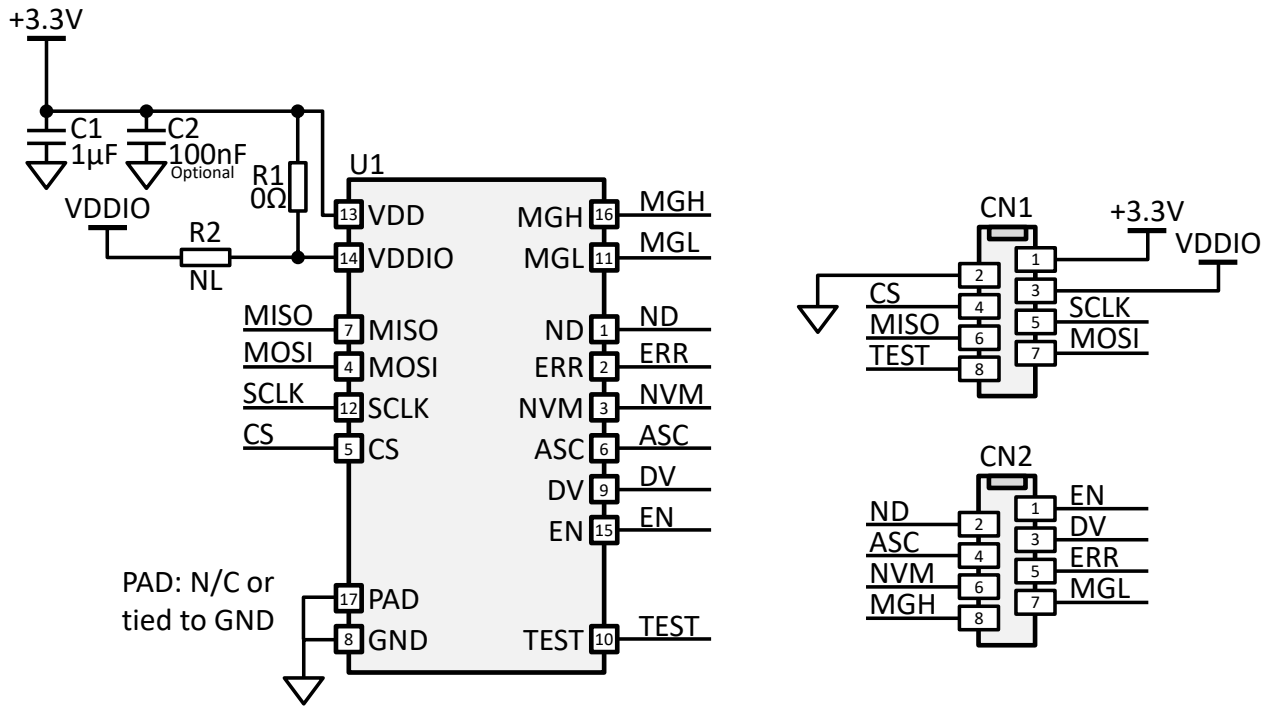 +3.3V
C1
1µF
C2
100nF
Optional
R1
0Ω
VDDIO
R2
NL
U1
13 VDD
14 VDDIO
MISO 7 MISO
MOSI 4 MOSI
SCLK 12 SCLK
CS 5 CS
17 PAD
8 GND
PAD: N/C or
tied to GND
MGH 16 MGH
MGL 11 MGL
ND 1 ND
ERR 2 ERR
NVM 3 NVM
ASC 6 ASC
DV 9 DV
EN 15 EN
TEST 10 TEST
CN1
+3.3V
VDDIO
1
2
3
CS 4
5 SCLK
MISO 6
7 MOSI
TEST 8
CN2
1 EN
ND 2
3 DV
ASC 4
5 ERR
NVM 6
7 MGL
MGH 8